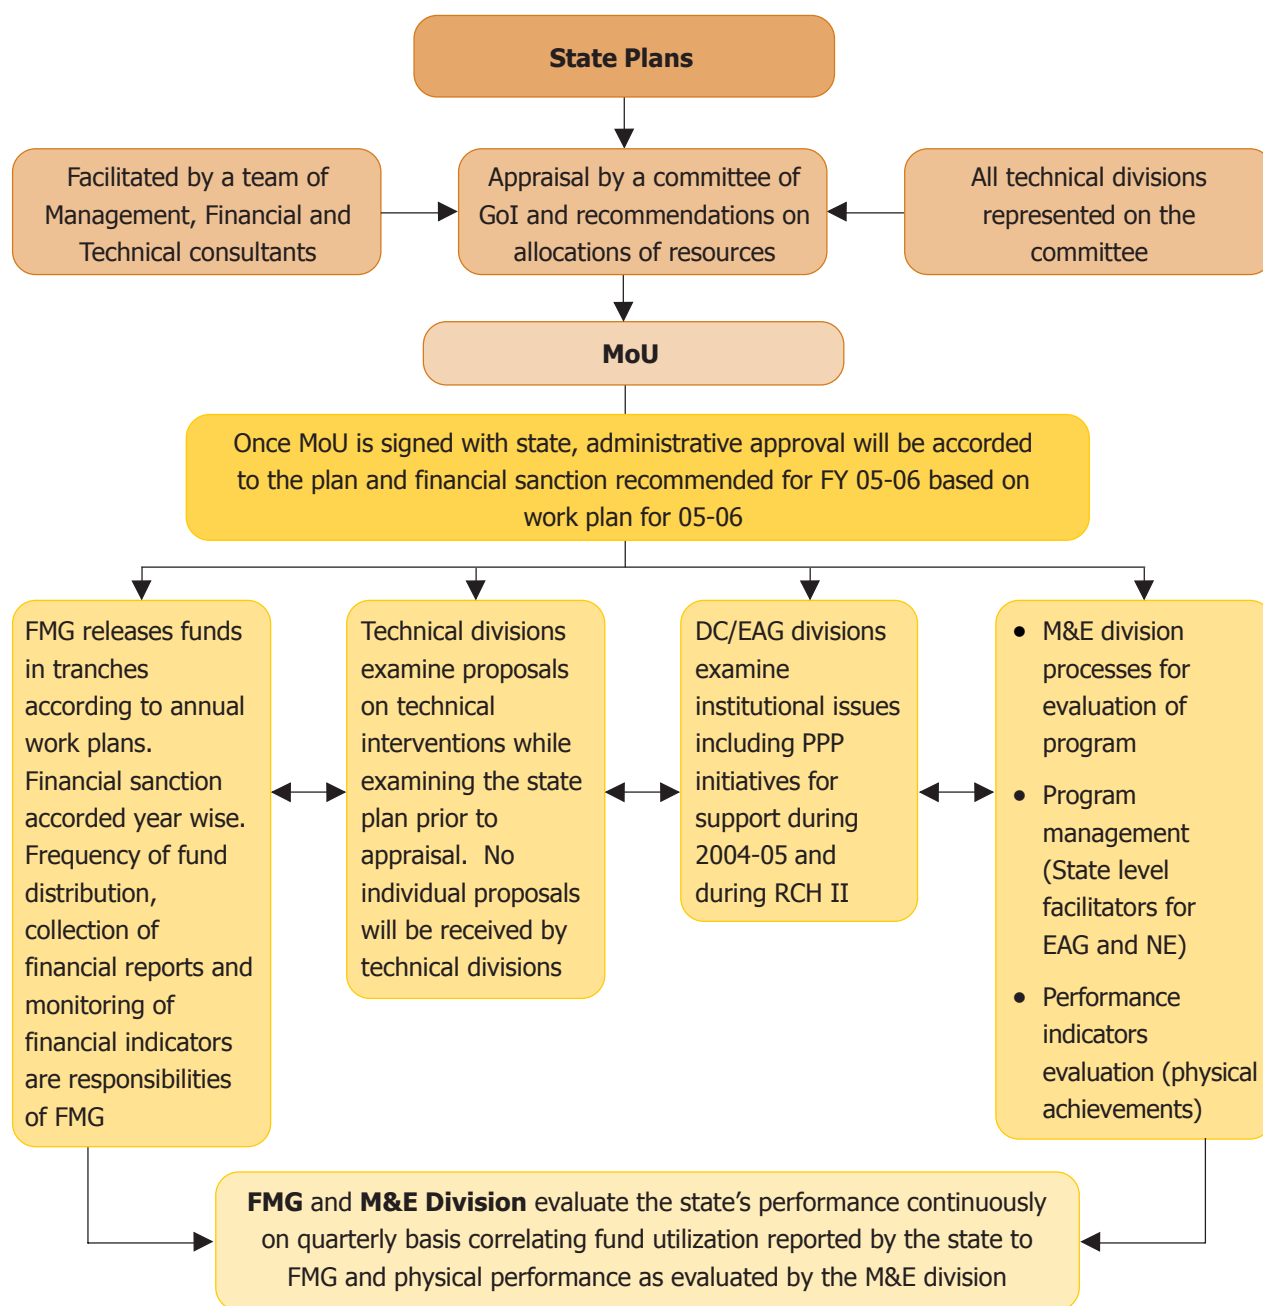 State Plans
Facilitated by a team of
Management, Financial and
Technical consultants
Appraisal by a committee of
GoI and recommendations on
allocations of resources
All technical divisions
represented on the
committee
MoU
Once MoU is signed with state, administrative approval will be accorded
to the plan and financial sanction recommended for FY 05-06 based on
work plan for 05-06
FMG releases funds
in tranches
according to annual
work plans.
Financial sanction
accorded year wise.
Frequency of fund
distribution,
collection of
financial reports and
monitoring of
financial indicators
are responsibilities
of FMG
Technical divisions
examine proposals
on technical
interventions while
examining the state
plan prior to
appraisal.  No
individual proposals
will be received by
technical divisions
DC/EAG divisions
examine
institutional issues
including PPP
initiatives for
support during
2004-05 and
during RCH II
• M&E division
processes for
evaluation of
program
• Program
management
(State level
facilitators for
EAG and NE)
• Performance
indicators
evaluation (physical
achievements)
FMG and M&E Division evaluate the state's performance continuously
on quarterly basis correlating fund utilization reported by the state to
FMG and physical performance as evaluated by the M&E division